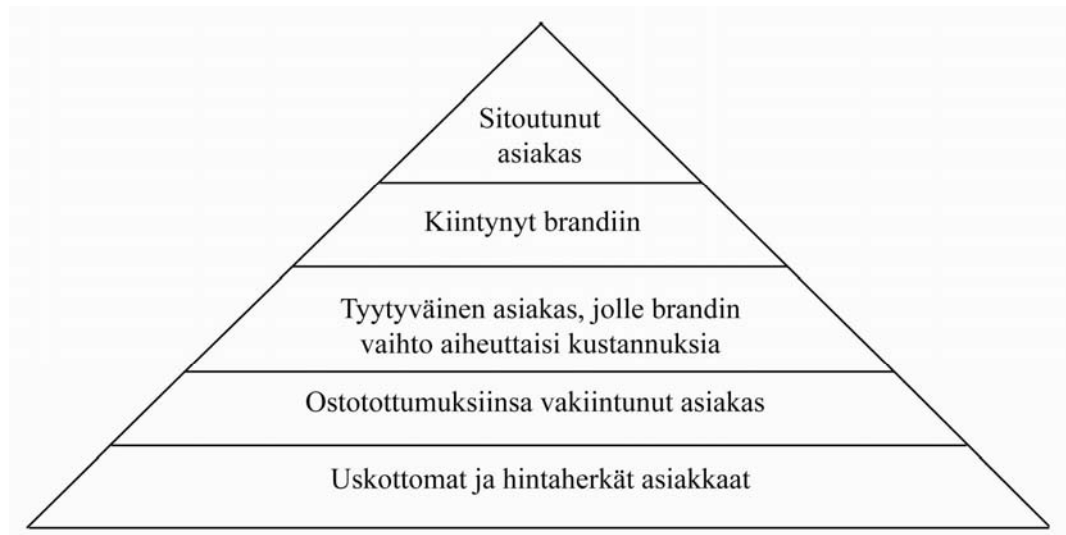 Sitoutunut
asiakas
Kiintynyt brandiin
Tyytyväinen asiakas, jolle brandin
vaihto aiheuttaisi kustannuksia
Ostotottumuksiinsa vakiintunut asiakas
Uskottomat ja hintaherkät asiakkaat